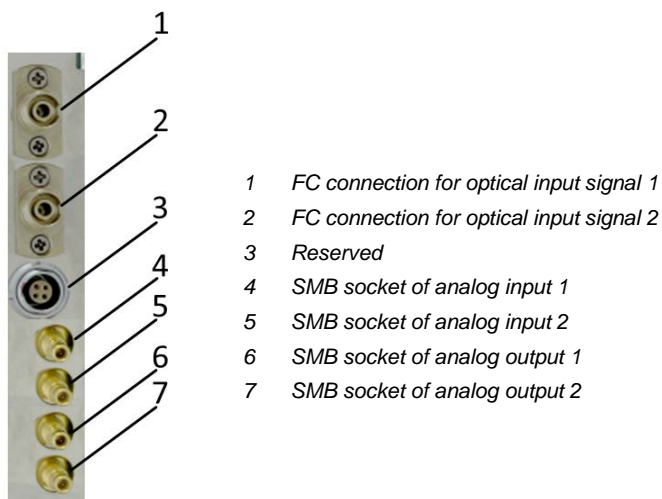 1
2
3
4
5
6
7
1 FC connection for optical input signal 1
2 FC connection for optical input signal 2
3 Reserved
4 SMB socket of analog input 1
5 SMB socket of analog input 2
6 SMB socket of analog output 1
7 SMB socket of analog output 2